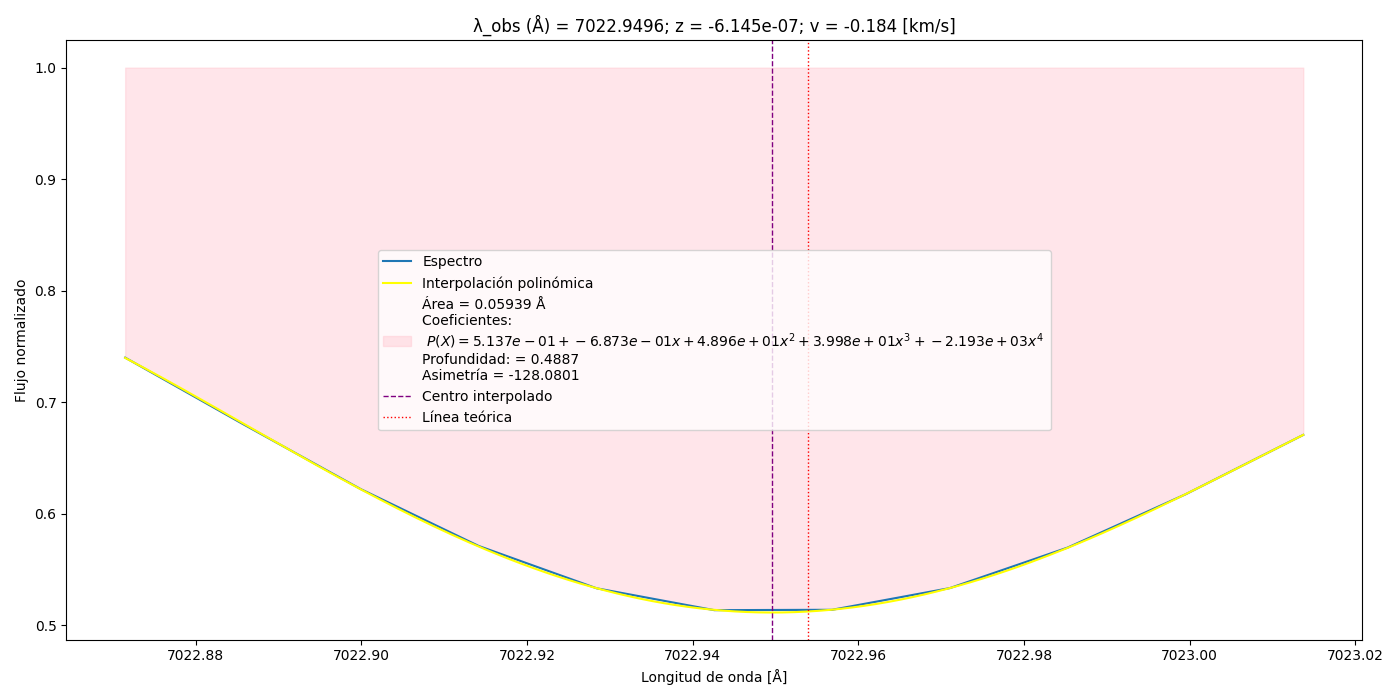 λ_obs (Å) = 7022.9496; z = -6.145e-07; v = -0.184 [km/s]
Flujo normalizado
1.0
0.9
0.8
0.7
0.6
0.5
Espectro
Interpolación polinómica
Área = 0.05939 Å
Coeficientes:
P(X) = 5.137e − 01 + −6.873e − 01x + 4.896e + 01x² + 3.998e + 01x³ + −2.193e + 03x⁴
Profundidad: = 0.4887
Asimetría = -128.0801
Centro interpolado
Línea teórica
7022.88 7022.90 7022.92 7022.94 7022.96 7022.98 7023.00 7023.02
Longitud de onda [Å]